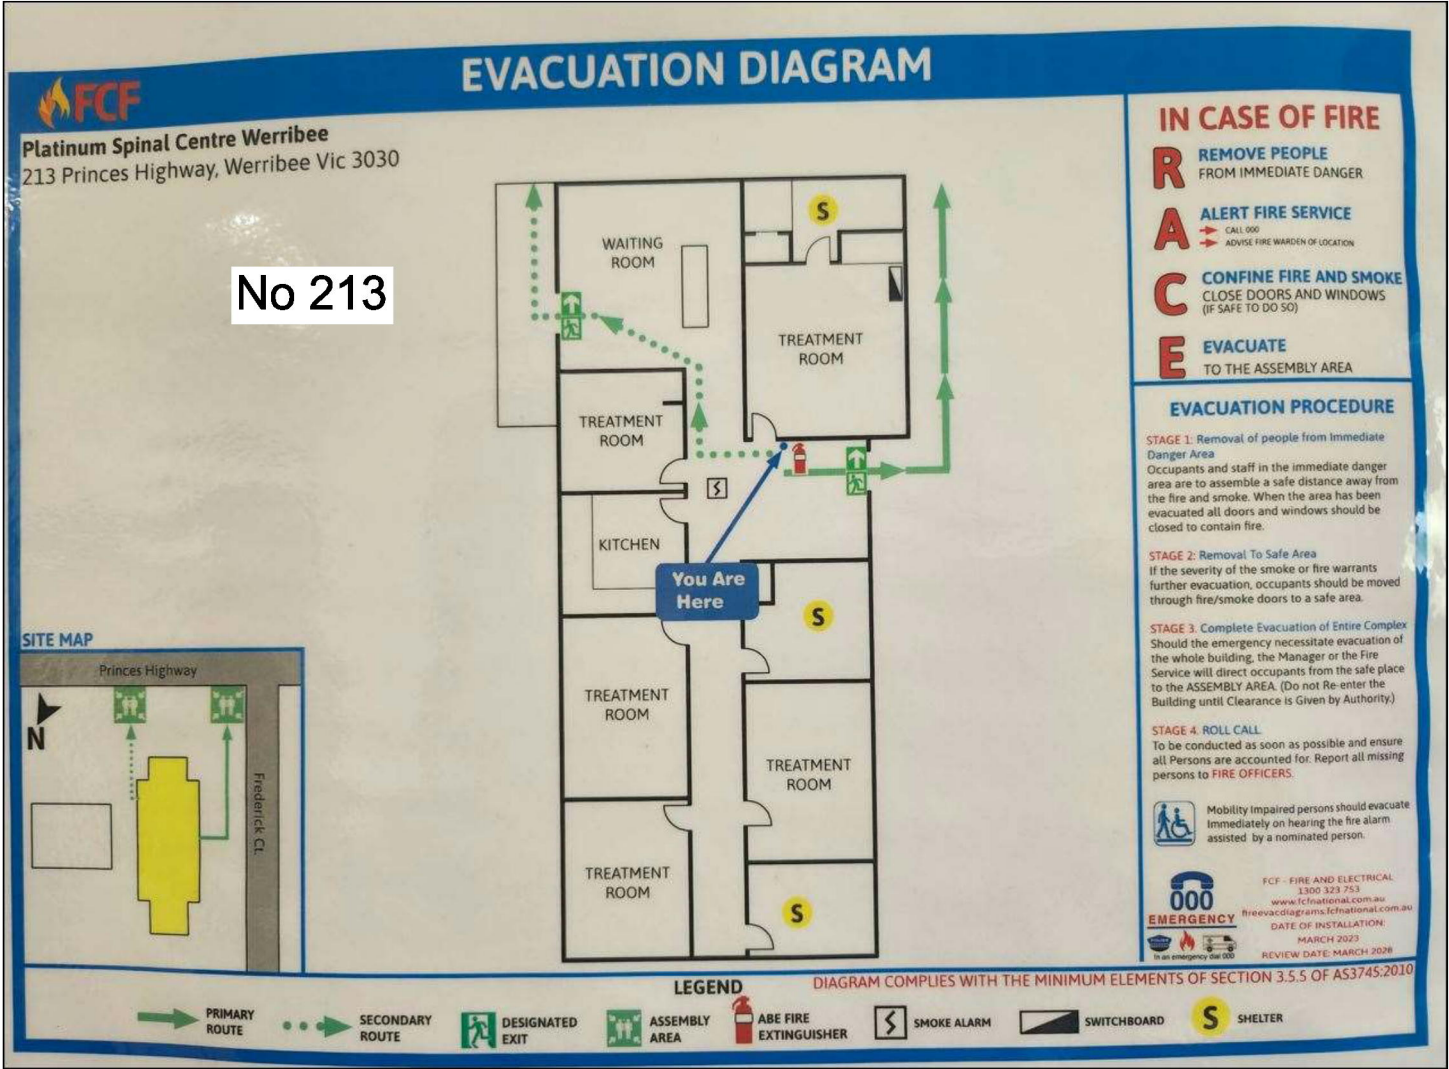 EVACUATION DIAGRAM
FCF
Platinum Spinal Centre Werribee
213 Princes Highway, Werribee Vic 3030
No 213
WAITING
ROOM
S
TREATMENT
ROOM
TREATMENT
ROOM
KITCHEN
You Are
Here
S
TREATMENT
ROOM
TREATMENT
ROOM
TREATMENT
ROOM
S
SITE MAP
Princes Highway
N
Frederick Ct.
IN CASE OF FIRE
R
REMOVE PEOPLE
FROM IMMEDIATE DANGER
A
ALERT FIRE SERVICE
CALL 000
ADVISE FIRE WARDEN OF LOCATION
C
CONFINE FIRE AND SMOKE
CLOSE DOORS AND WINDOWS
(IF SAFE TO DO SO)
E
EVACUATE
TO THE ASSEMBLY AREA
EVACUATION PROCEDURE
STAGE 1: Removal of people from Immediate
Danger Area
Occupants and staff in the immediate danger
area are to assemble a safe distance away from
the fire and smoke. When the area has been
evacuated all doors and windows should be
closed to contain fire.
STAGE 2: Removal To Safe Area
If the severity of the smoke or fire warrants
further evacuation, occupants should be moved
through fire/smoke doors to a safe area.
STAGE 3. Complete Evacuation of Entire Complex
Should the emergency necessitate evacuation of
the whole building, the Manager or the Fire
Service will direct occupants from the safe place
to the ASSEMBLY AREA. (Do not Re-enter the
Building until Clearance is Given by Authority.)
STAGE 4. ROLL CALL
To be conducted as soon as possible and ensure
all Persons are accounted for. Report all missing
persons to FIRE OFFICERS.
Mobility Impaired persons should evacuate
Immediately on hearing the fire alarm
assisted by a nominated person.
000
EMERGENCY
In an emergency dial 000
FCF - FIRE AND ELECTRICAL
1300 323 753
www.fcfnational.com.au
fireevacdiagrams.fcfnational.com.au
DATE OF INSTALLATION:
MARCH 2023
REVIEW DATE: MARCH 2028
DIAGRAM COMPLIES WITH THE MINIMUM ELEMENTS OF SECTION 3.5.5 OF AS3745:2010
LEGEND
PRIMARY
ROUTE
SECONDARY
ROUTE
DESIGNATED
EXIT
ASSEMBLY
AREA
ABE FIRE
EXTINGUISHER
SMOKE ALARM
SWITCHBOARD
S
SHELTER